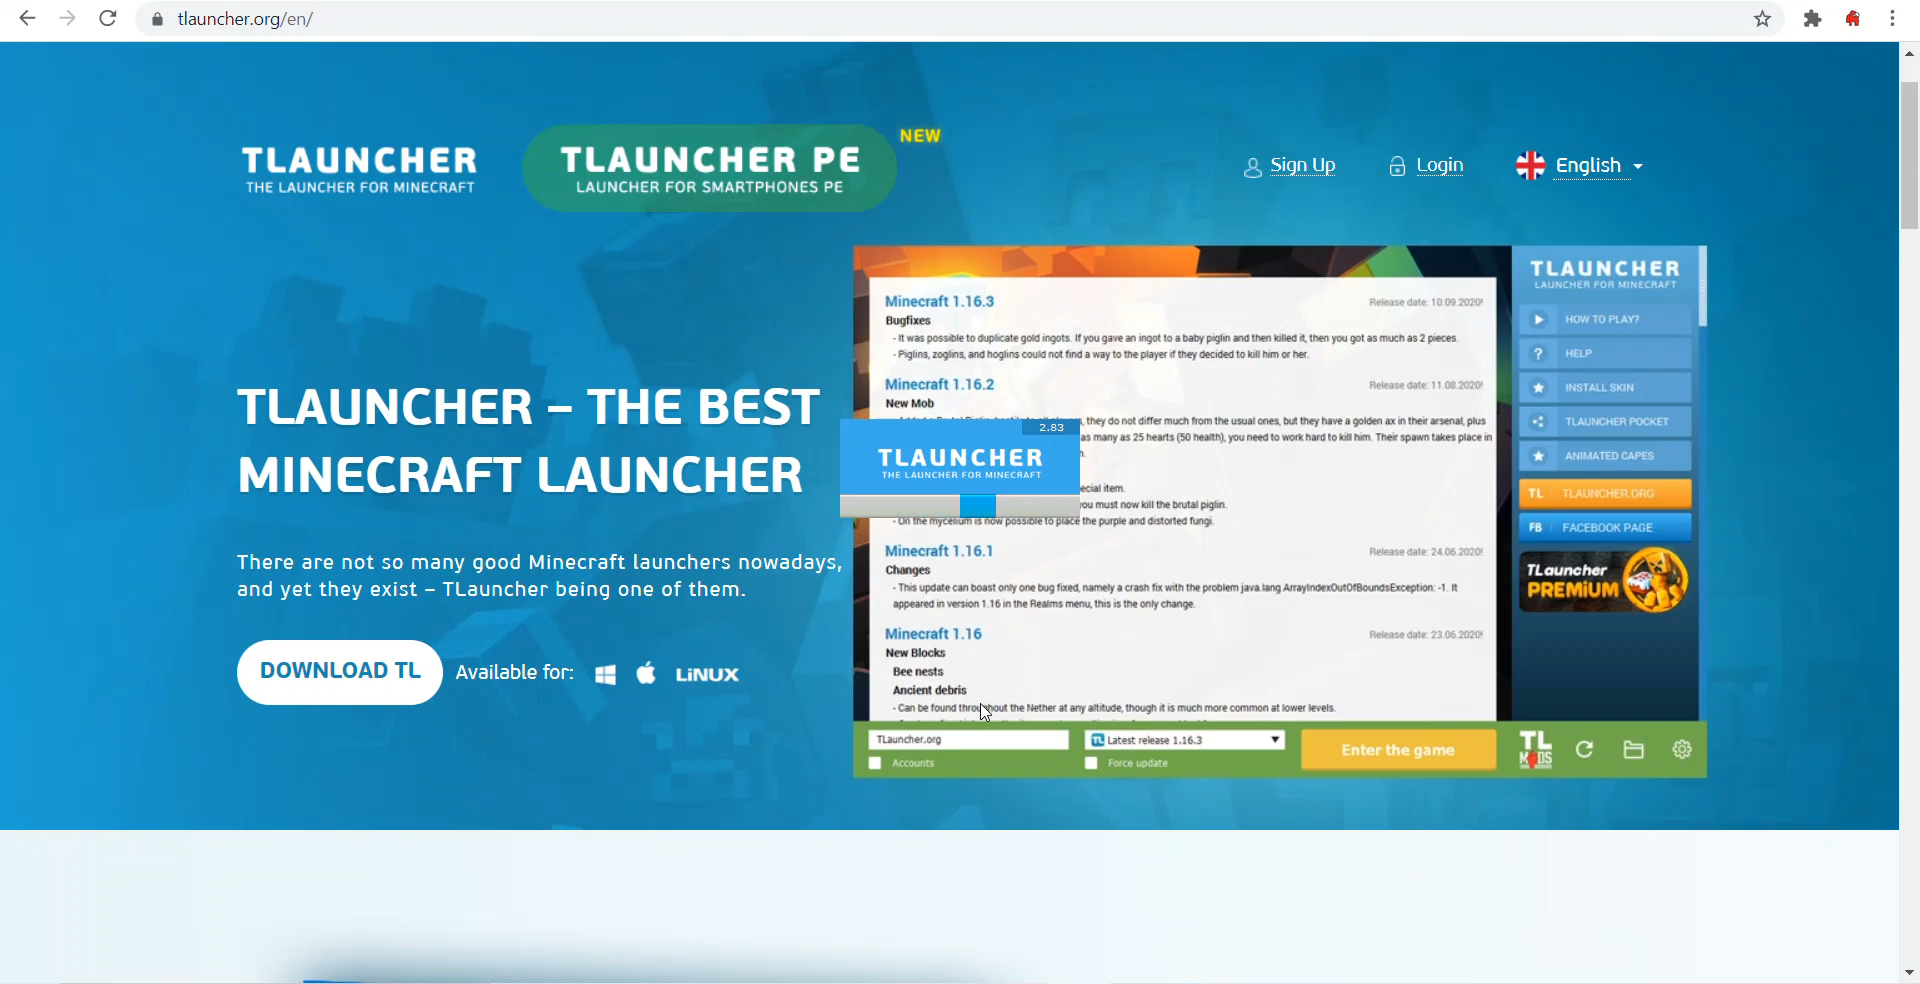 tlauncher.org/en/
TLAUNCHER
THE LAUNCHER FOR MINECRAFT
TLAUNCHER PE
LAUNCHER FOR SMARTPHONES PE
NEW
Sign Up
Login
English
TLAUNCHER – THE BEST
MINECRAFT LAUNCHER
There are not so many good Minecraft launchers nowadays,
and yet they exist – TLauncher being one of them.
DOWNLOAD TL
Available for:
LiNUX
Minecraft 1.16.3
Release date: 10.09.2020!
Bugfixes
- It was possible to duplicate gold ingots. If you gave an ingot to a baby piglin and then killed it, then you got as much as 2 pieces.
- Piglins, zoglins, and hoglins could not find a way to the player if they decided to kill him or her.
Minecraft 1.16.2
Release date: 11.08.2020!
New Mob
, they do not differ much from the usual ones, but they have a golden ax in their arsenal, plus
as many as 25 hearts (50 health), you need to work hard to kill him. Their spawn takes place in
2.83
TLAUNCHER
THE LAUNCHER FOR MINECRAFT
ecial item.
you must now kill the brutal piglin.
- On the mycelium is now possible to place the purple and distorted fungi.
Minecraft 1.16.1
Release date: 24.06.2020!
Changes
- This update can boast only one bug fixed, namely a crash fix with the problem java.lang.ArrayIndexOutOfBoundsException: -1. It
appeared in version 1.16 in the Realms menu, this is the only change.
Minecraft 1.16
Release date: 23.06.2020!
New Blocks
Bee nests
Ancient debris
- Can be found throughout the Nether at any altitude, though it is much more common at lower levels.
TLAUNCHER
LAUNCHER FOR MINECRAFT
HOW TO PLAY?
? HELP
INSTALL SKIN
TLAUNCHER POCKET
ANIMATED CAPES
TL TLAUNCHER.ORG
FB FACEBOOK PAGE
TLauncher
PREMiUM
TLauncher.org
TL Latest release 1.16.3
Enter the game
TL
MODS
Accounts
Force update